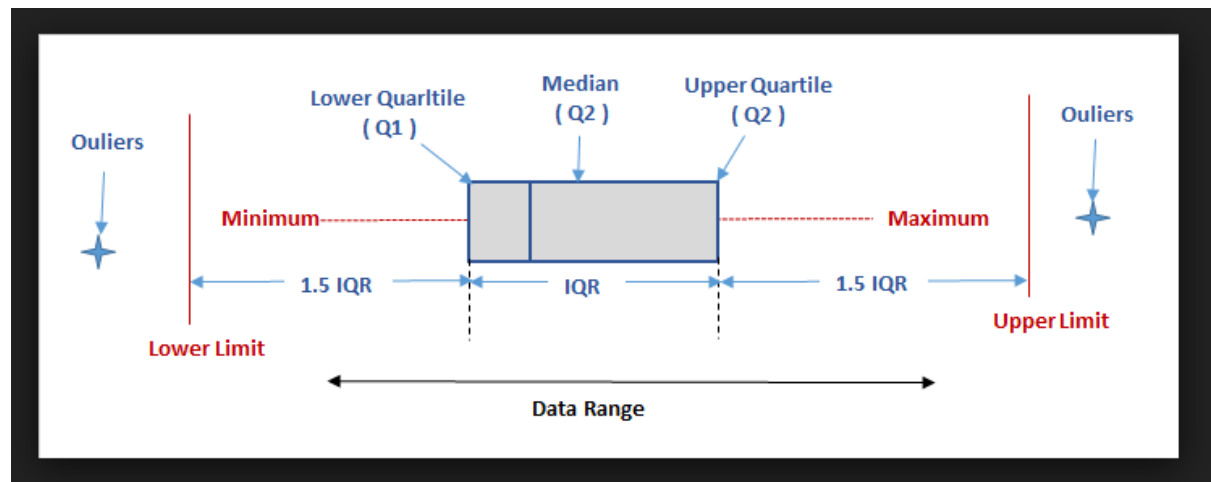 Median
Upper Quartile
Lower Quarltile
( Q2 )
( Q2 )
( Q1 )
Ouliers
Ouliers
Minimum
Maximum
1.5 IQR
IQR
1.5 IQR
Upper Limit
Lower Limit
Data Range